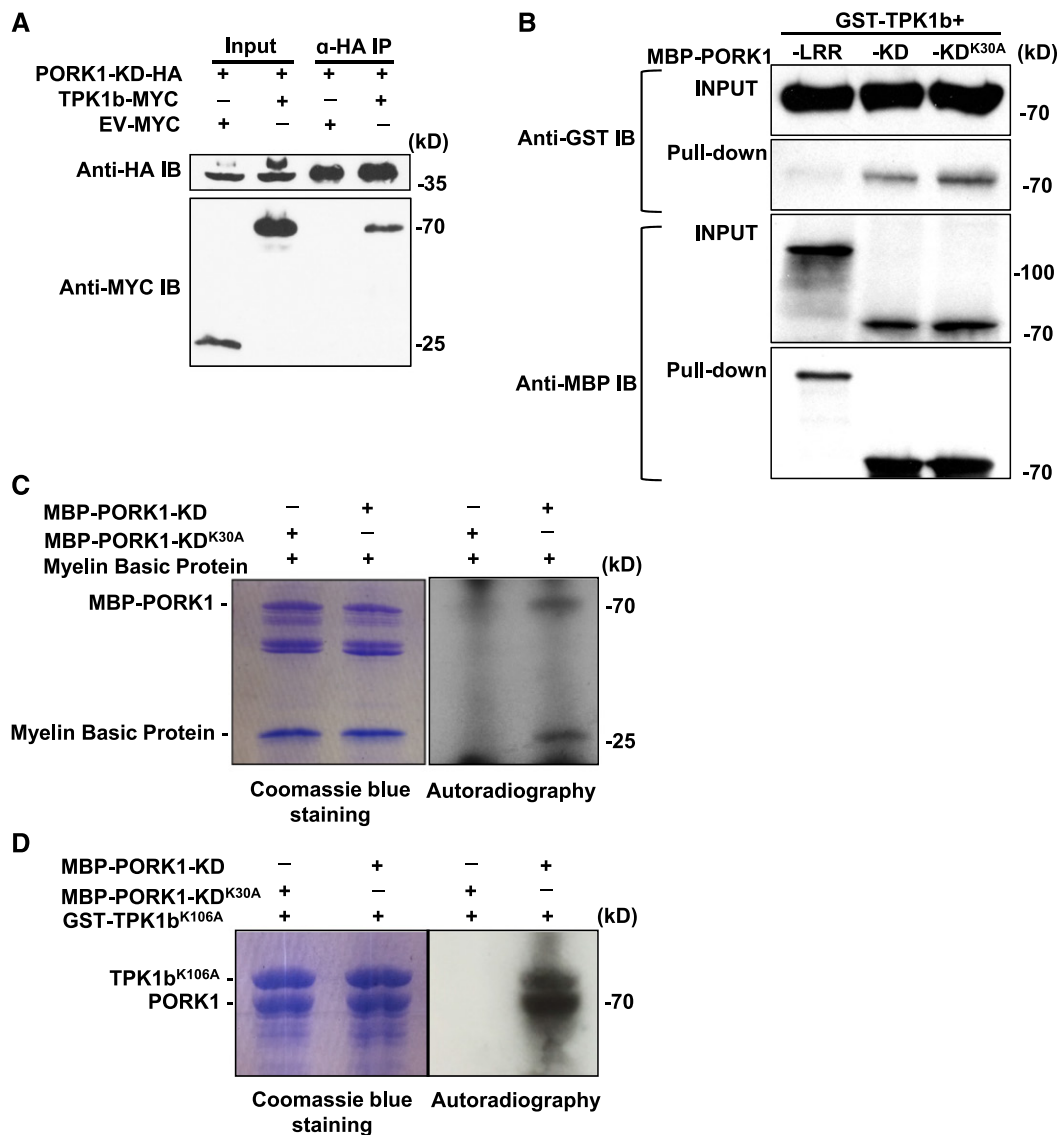 A
Input α-HA IP
PORK1-KD-HA + + + +
TPK1b-MYC – + – +
EV-MYC + – + –
(kD)
Anti-HA IB
-35
-70
Anti-MYC IB
-25
B
GST-TPK1b+
MBP-PORK1 -LRR -KD -KD^K30A (kD)
INPUT
Anti-GST IB
-70
Pull-down
-70
INPUT
-100
-70
Anti-MBP IB
Pull-down
-70
C
MBP-PORK1-KD – + – +
MBP-PORK1-KD^K30A + – + –
Myelin Basic Protein + + + +
(kD)
MBP-PORK1 - -70
Myelin Basic Protein - -25
Coomassie blue staining
Autoradiography
D
MBP-PORK1-KD – + – +
MBP-PORK1-KD^K30A + – + –
GST-TPK1b^K106A + + + + (kD)
TPK1b^K106A -
PORK1 - -70
Coomassie blue staining
Autoradiography